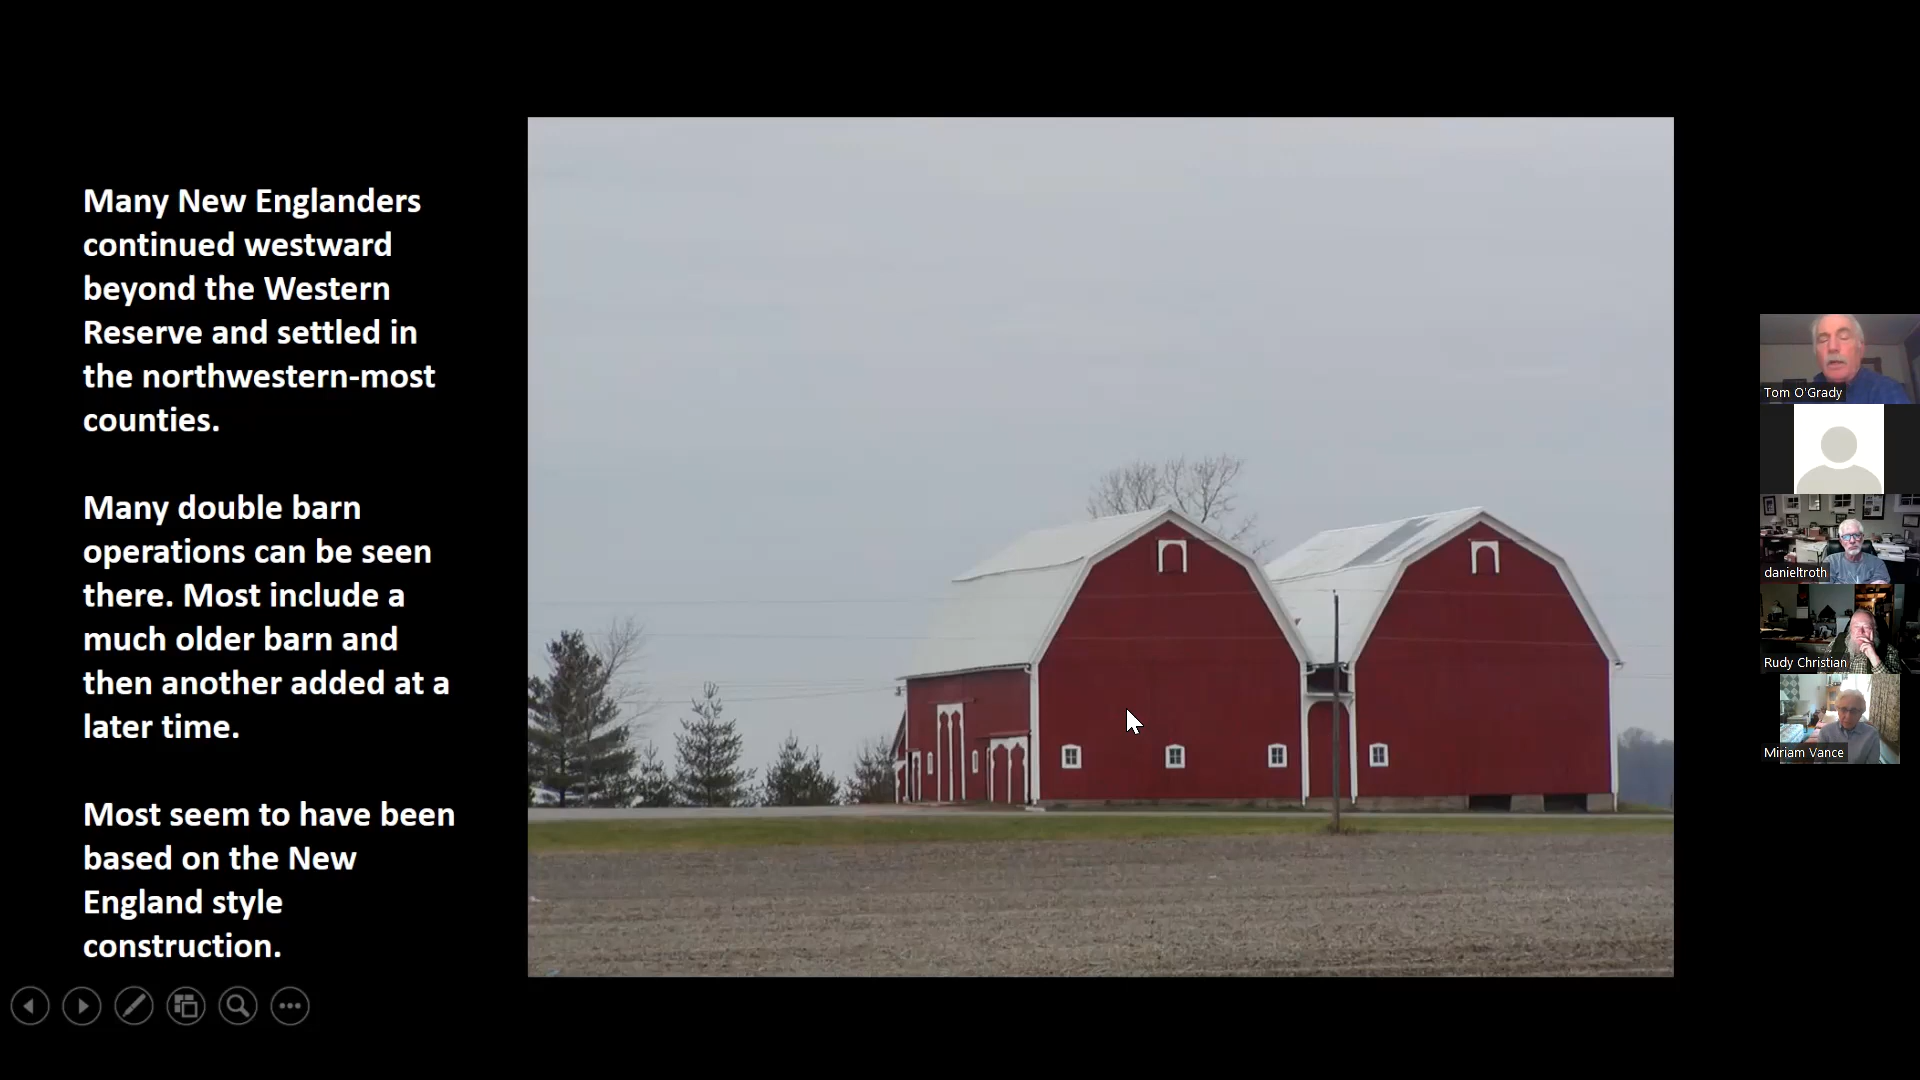 Many New Englanders
continued westward
beyond the Western
Reserve and settled in
the northwestern-most
counties.
Many double barn
operations can be seen
there. Most include a
much older barn and
then another added at a
later time.
Most seem to have been
based on the New
England style
construction.
Tom O'Grady
danieltroth
Rudy Christian
Miriam Vance